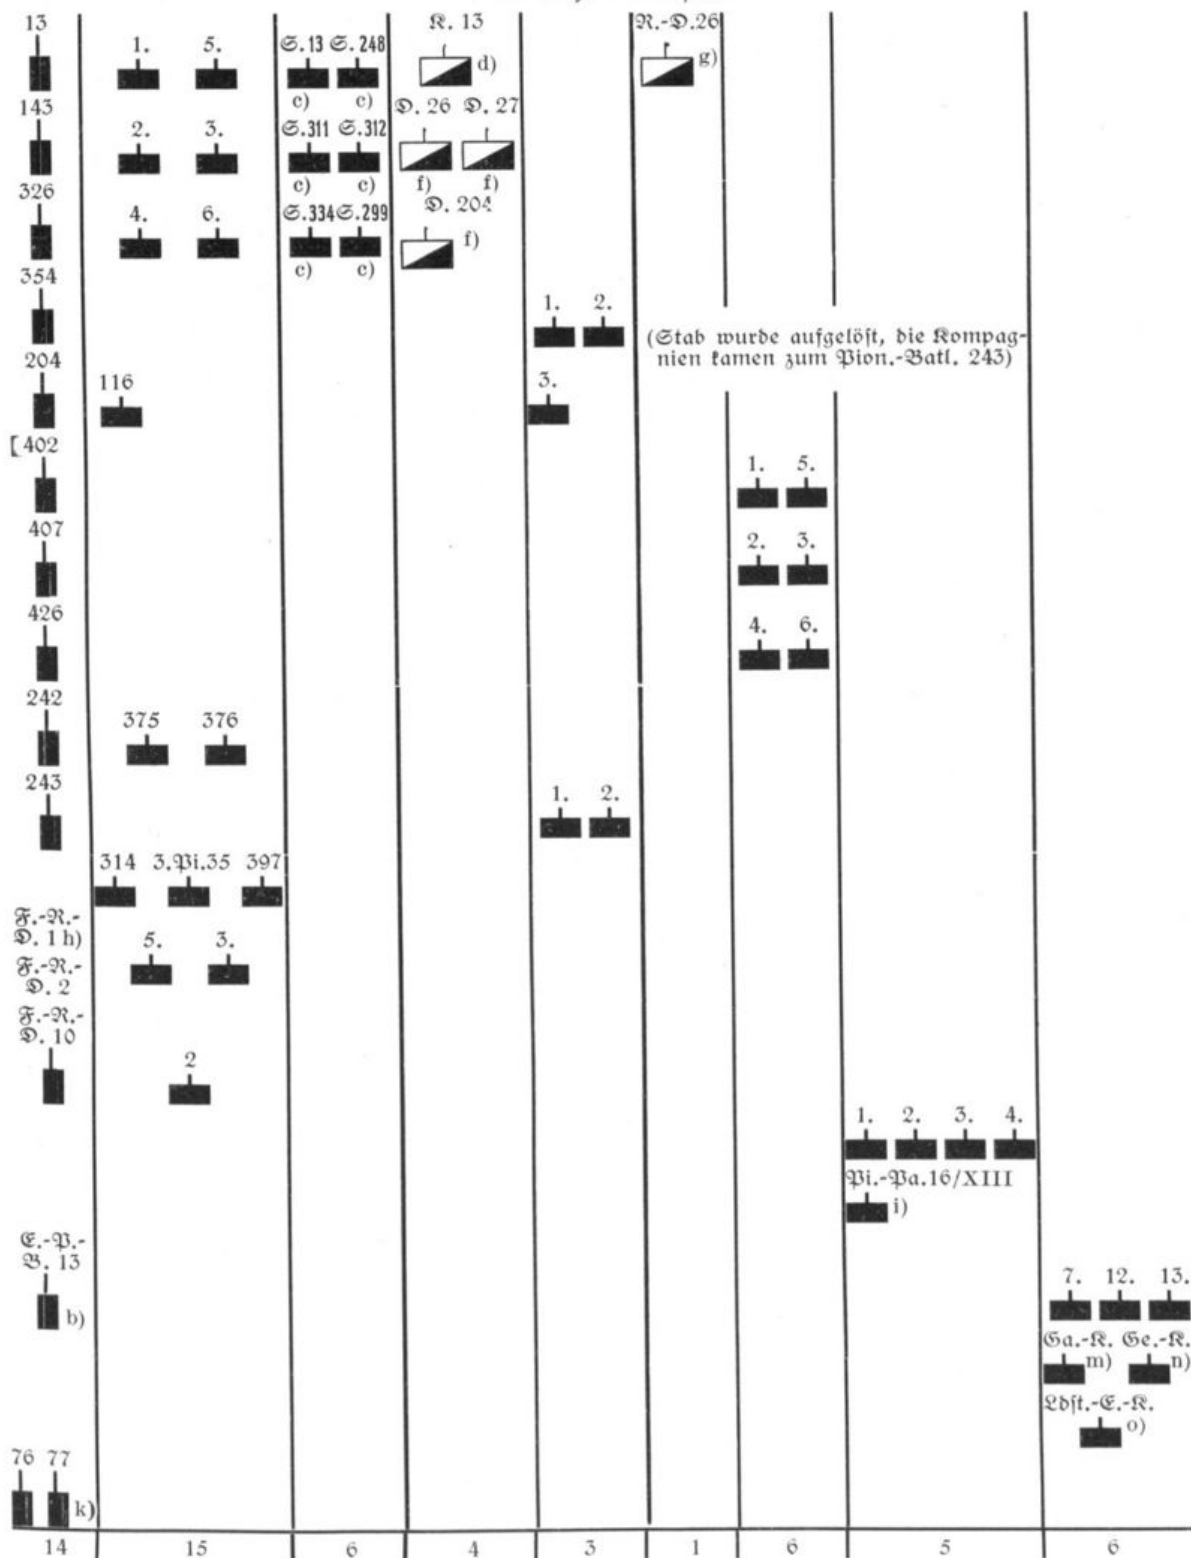 13 1. 5. S.13 S.248 K. 13 R.-D.26
c) c) d) g)
143 2. 3. S.311 S.312 D. 26 D. 27
c) c) f) f)
326 4. 6. S.334 S.299 D. 204
c) c) f)
354 1. 2. (Stab wurde aufgelöſt, die Kompag-
nien kamen zum Pion.-Batl. 243)
204 116 3.
[402 1. 5.
407 2. 3.
426 4. 6.
242 375 376
243 1. 2.
314 3.Pi.35 397
F.-R.-
D. 1 h) 5. 3.
F.-R.-
D. 2
F.-R.-
D. 10
2
1. 2. 3. 4.
Pi.-Pa.16/XIII
i)
E.-P.-
B. 13 7. 12. 13.
b)
Ga.-K. Ge.-K.
m) n)
Ldſt.-E.-K.
o)
76 77
k)
14 15 6 4 3 1 6 5 6